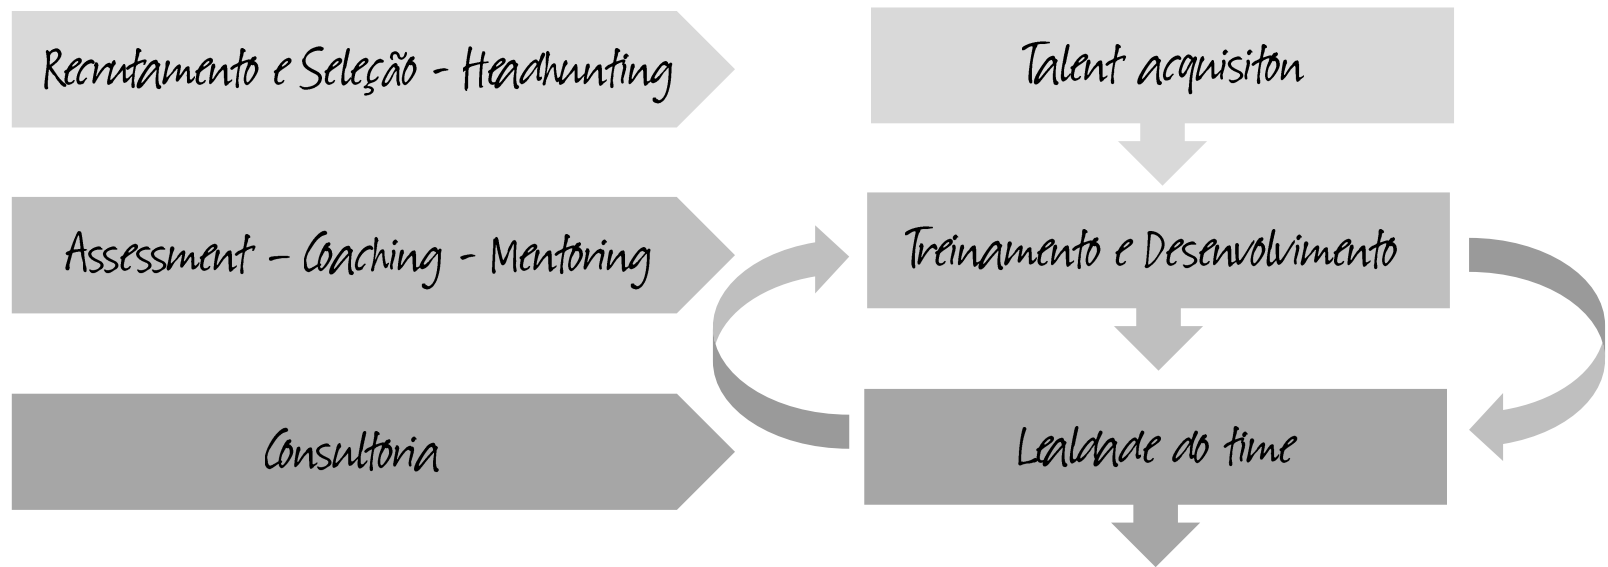 Recrutamento e Seleção - Headhunting
Talent acquisiton
Assessment – Coaching - Mentoring
Treinamento e Desenvolvimento
Consultoria
Lealdade do time